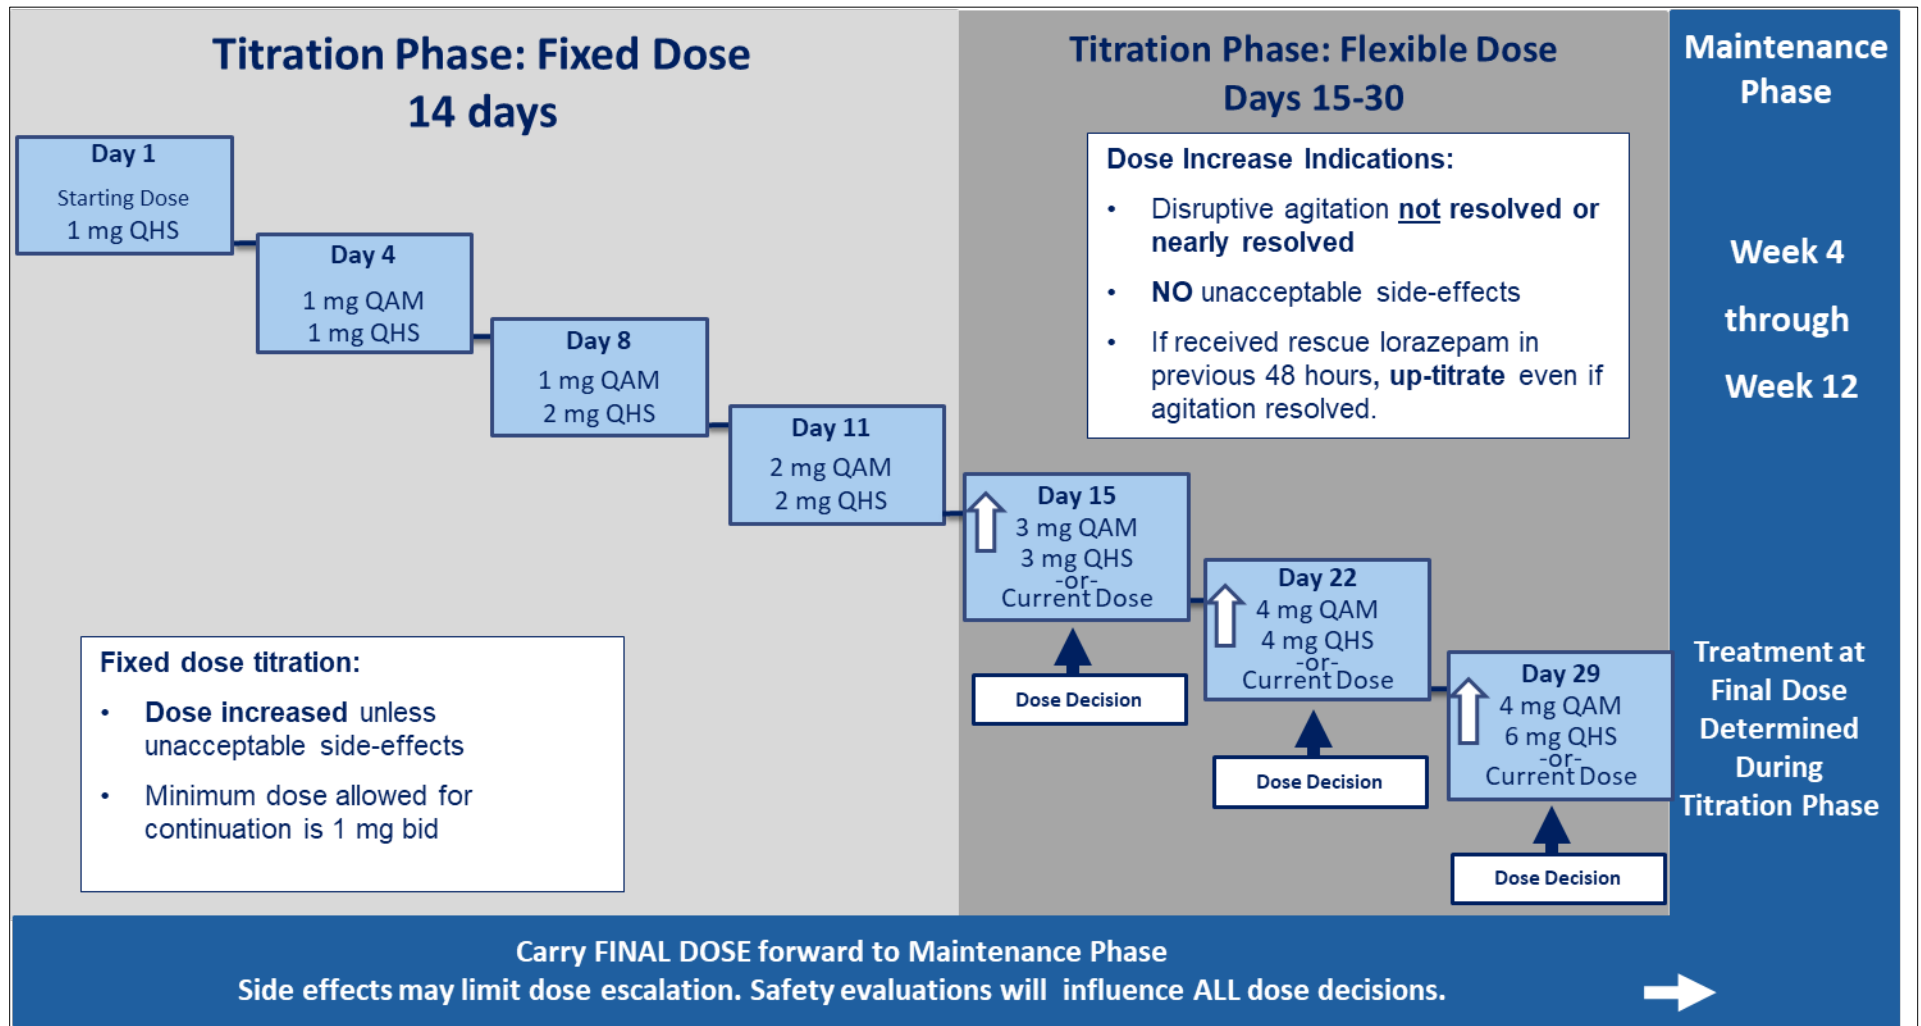 Titration Phase: Fixed Dose
14 days
Day 1
Starting Dose
1 mg QHS
Day 4
1 mg QAM
1 mg QHS
Day 8
1 mg QAM
2 mg QHS
Day 11
2 mg QAM
2 mg QHS
Fixed dose titration:
• Dose increased unless
unacceptable side-effects
• Minimum dose allowed for
continuation is 1 mg bid
Titration Phase: Flexible Dose
Days 15-30
Dose Increase Indications:
• Disruptive agitation not resolved or
nearly resolved
• NO unacceptable side-effects
• If received rescue lorazepam in
previous 48 hours, up-titrate even if
agitation resolved.
Day 15
3 mg QAM
3 mg QHS
-or-
Current Dose
Dose Decision
Day 22
4 mg QAM
4 mg QHS
-or-
Current Dose
Dose Decision
Day 29
4 mg QAM
6 mg QHS
-or-
Current Dose
Dose Decision
Maintenance
Phase
Week 4
through
Week 12
Treatment at
Final Dose
Determined
During
Titration Phase
Carry FINAL DOSE forward to Maintenance Phase
Side effects may limit dose escalation. Safety evaluations will influence ALL dose decisions.